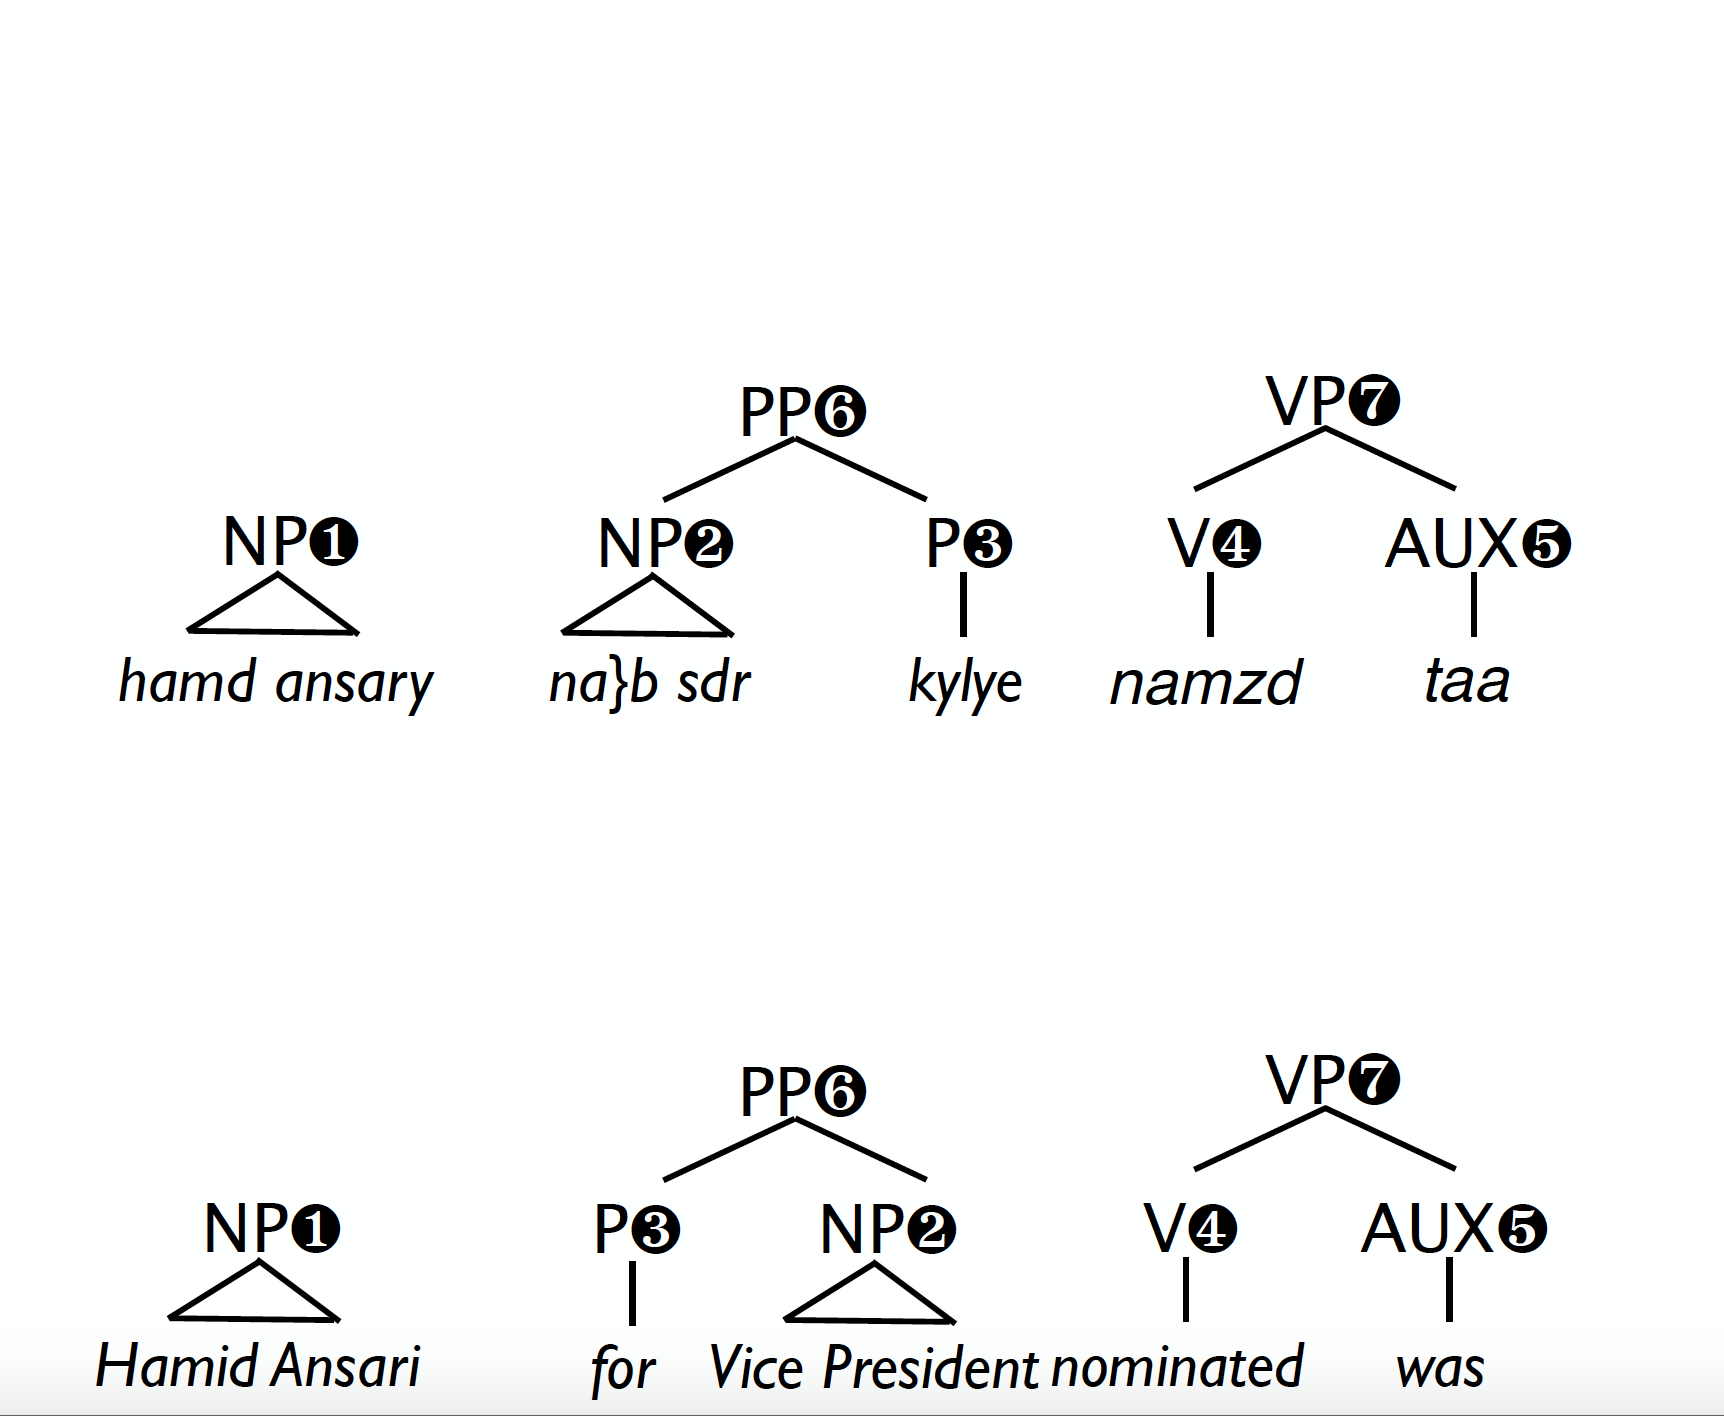 PP❻ VP❼
NP❶ NP❷ P❸ V❹ AUX❺
hamd ansary na}b sdr kylye namzd taa
PP❻ VP❼
NP❶ P❸ NP❷ V❹ AUX❺
Hamid Ansari for Vice President nominated was